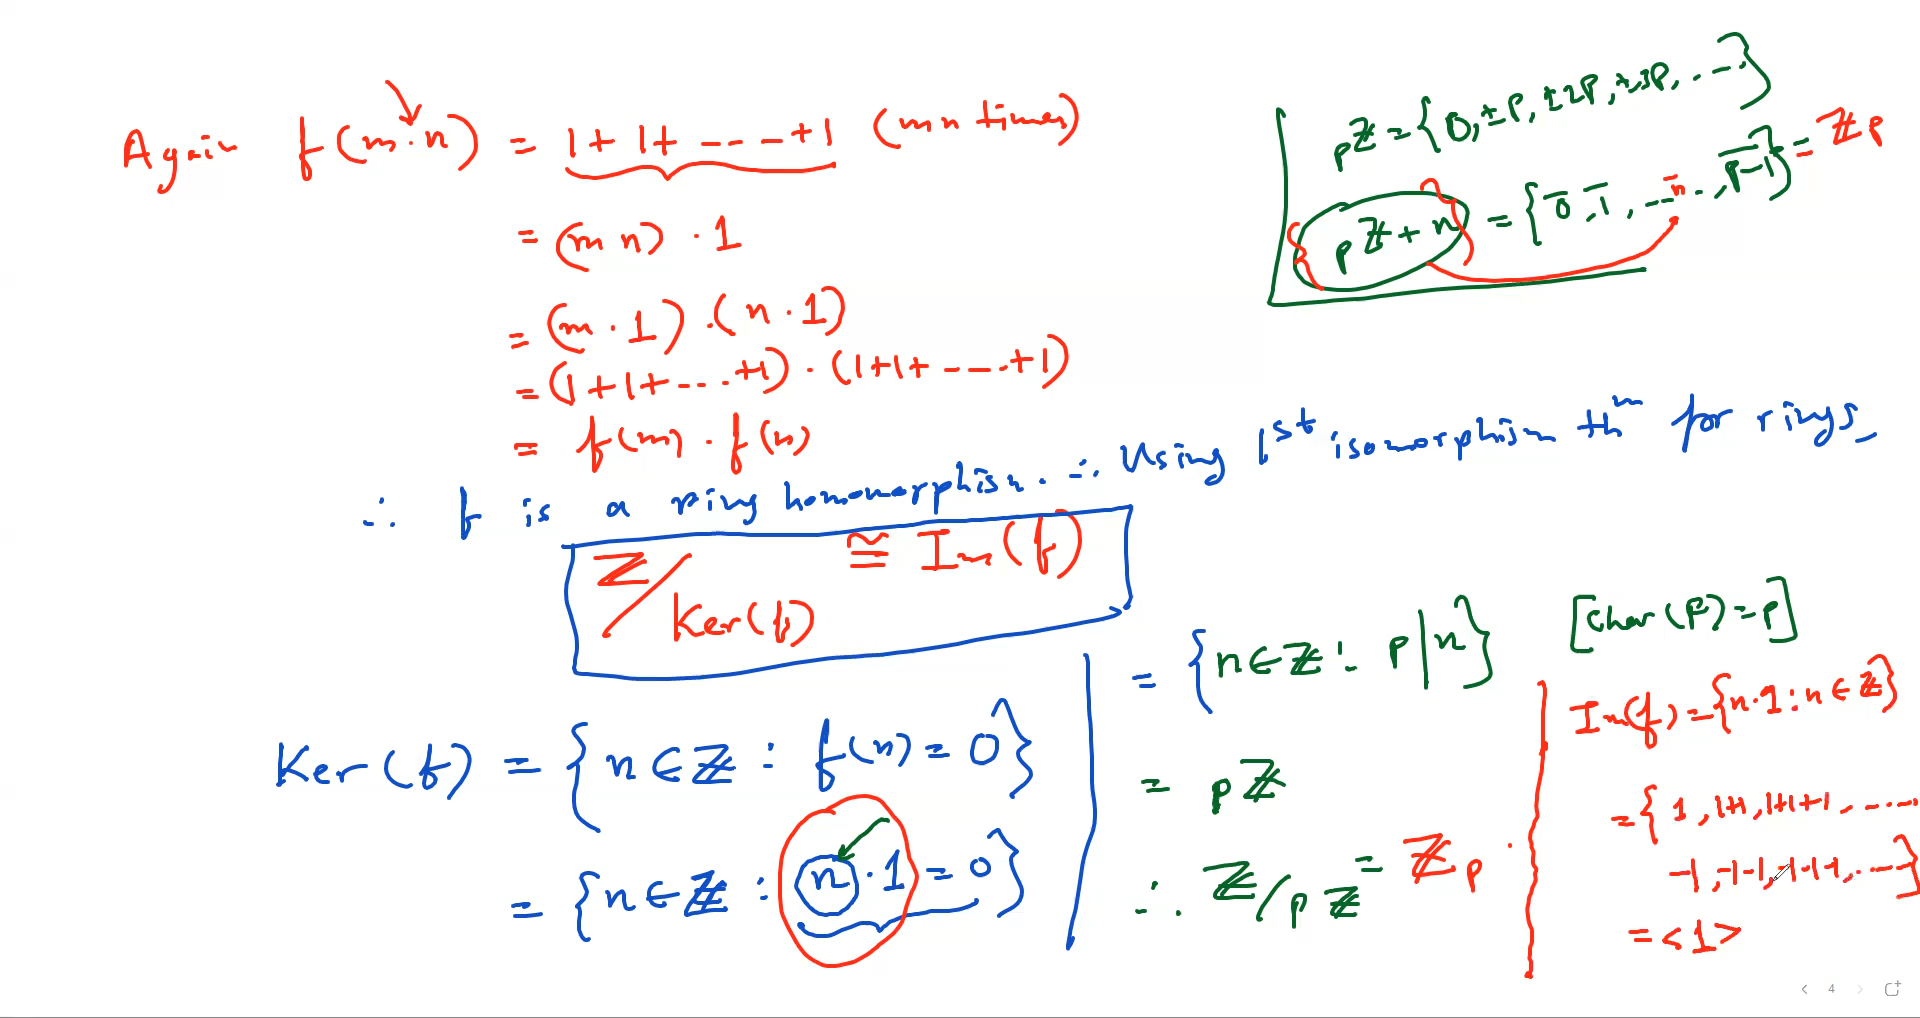 Again f(m·n) = 1+1+ -----+1 (mn times)
= (mn) · 1
= (m · 1) · (n · 1)
= (1+1+---+1) · (1+1+ ----+1)
= f(m) · f(n)
pℤ = {0, ±p, ±2p, ±3p, ----}
pℤ + n = {0̅, 1̅, --- n̅ --, \overline{p-1}} = ℤp
∴ f is a ring homomorphism. ∴ Using 1st isomorphism thm for rings
ℤ/Ker(f) ≅ Im(f)
Ker(f) = {n ∈ ℤ : f(n) = 0}
= {n ∈ ℤ : n · 1 = 0}
= {n ∈ ℤ : p | n} [Char(F) = p]
= pℤ
∴ ℤ/pℤ = ℤp ·
Im(f) = {n·1 : n ∈ ℤ}
= {1, 1+1, 1+1+1, -----
-1, -1-1, -1-1-1, ----}
= <1>
< 4 >